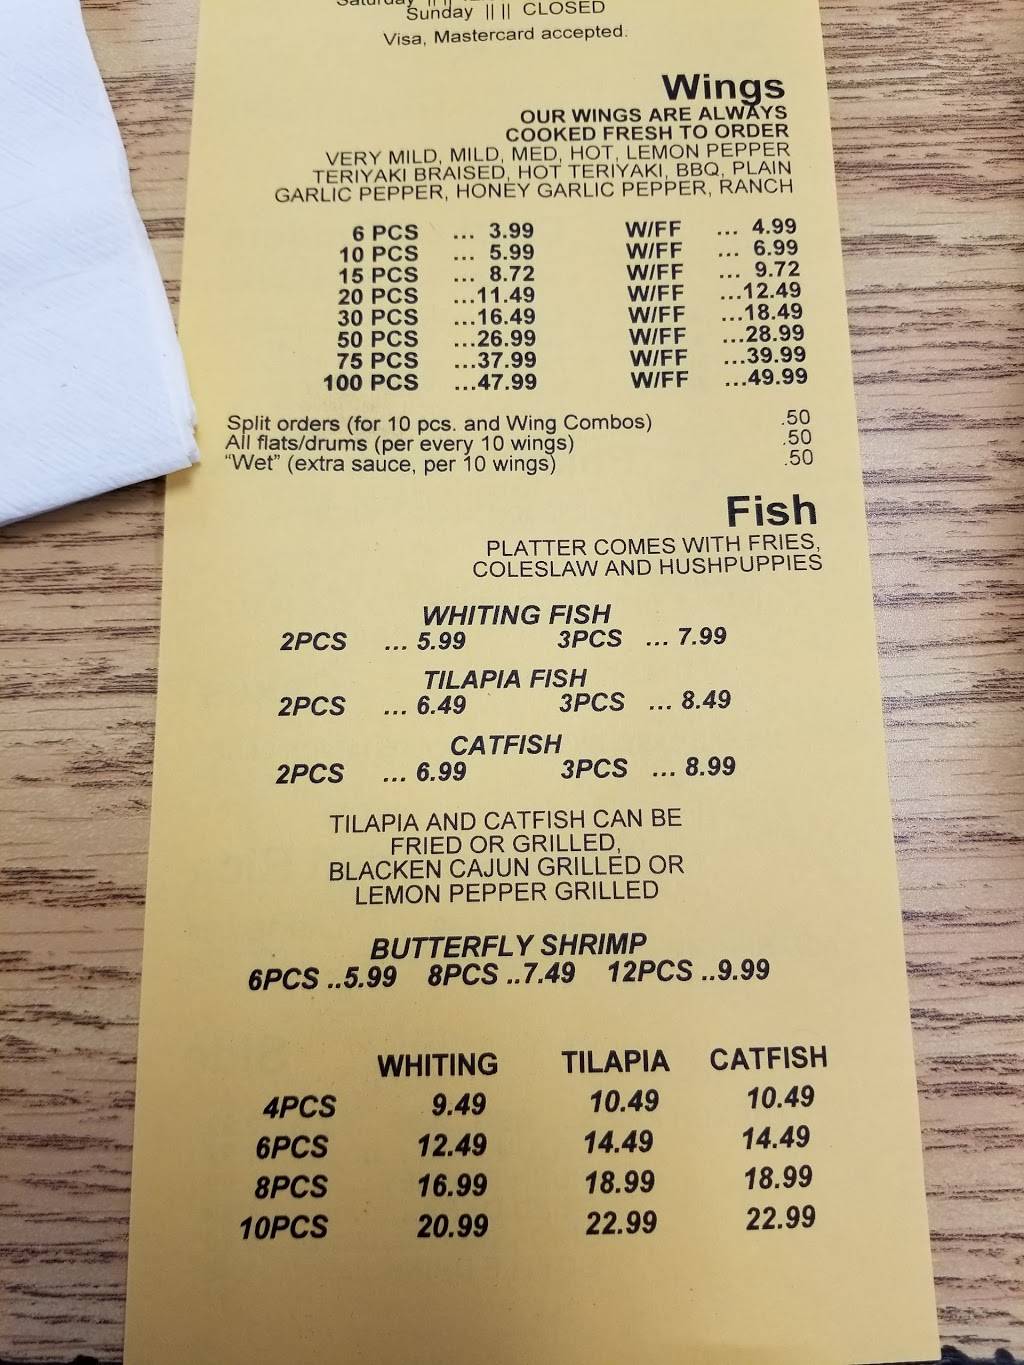 Saturday || ||
Sunday || || CLOSED
Visa, Mastercard accepted.
Wings
OUR WINGS ARE ALWAYS
COOKED FRESH TO ORDER
VERY MILD, MILD, MED, HOT, LEMON PEPPER
TERIYAKI BRAISED, HOT TERIYAKI, BBQ, PLAIN
GARLIC PEPPER, HONEY GARLIC PEPPER, RANCH
6 PCS ... 3.99 W/FF ... 4.99
10 PCS ... 5.99 W/FF ... 6.99
15 PCS ... 8.72 W/FF ... 9.72
20 PCS ...11.49 W/FF ...12.49
30 PCS ...16.49 W/FF ...18.49
50 PCS ...26.99 W/FF ...28.99
75 PCS ...37.99 W/FF ...39.99
100 PCS ...47.99 W/FF ...49.99
Split orders (for 10 pcs. and Wing Combos) .50
All flats/drums (per every 10 wings) .50
“Wet” (extra sauce, per 10 wings) .50
Fish
PLATTER COMES WITH FRIES,
COLESLAW AND HUSHPUPPIES
WHITING FISH
2PCS ... 5.99 3PCS ... 7.99
TILAPIA FISH
2PCS ... 6.49 3PCS ... 8.49
CATFISH
2PCS ... 6.99 3PCS ... 8.99
TILAPIA AND CATFISH CAN BE
FRIED OR GRILLED,
BLACKEN CAJUN GRILLED OR
LEMON PEPPER GRILLED
BUTTERFLY SHRIMP
6PCS ..5.99 8PCS ..7.49 12PCS ..9.99
WHITING TILAPIA CATFISH
4PCS 9.49 10.49 10.49
6PCS 12.49 14.49 14.49
8PCS 16.99 18.99 18.99
10PCS 20.99 22.99 22.99